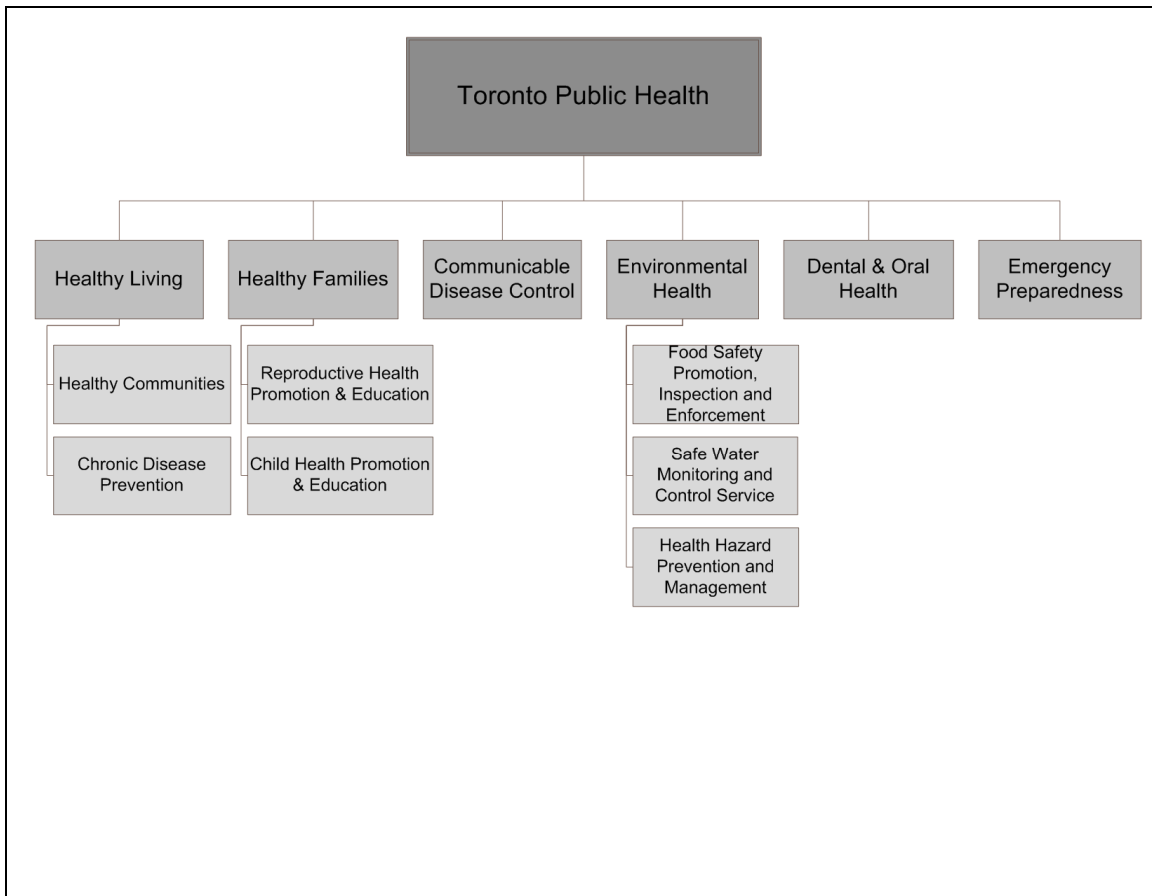 Toronto Public Health
Healthy Living
Healthy Families
Communicable
Disease Control
Environmental
Health
Dental & Oral
Health
Emergency
Preparedness
Healthy Communities
Chronic Disease
Prevention
Reproductive Health
Promotion & Education
Child Health Promotion
& Education
Food Safety
Promotion,
Inspection and
Enforcement
Safe Water
Monitoring and
Control Service
Health Hazard
Prevention and
Management